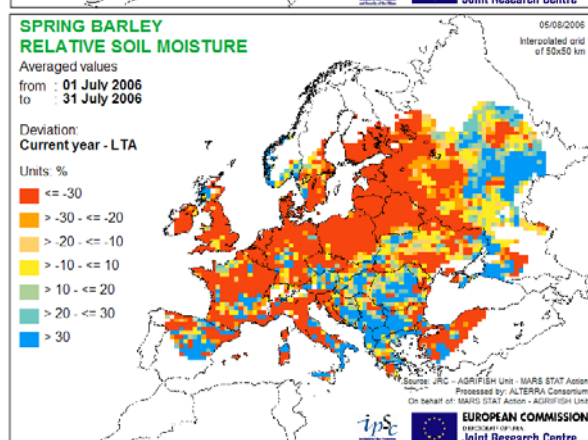 Joint Research Centre
SPRING BARLEY
RELATIVE SOIL MOISTURE
Averaged values
from : 01 July 2006
to : 31 July 2006
05/08/2006
Interpolated grid
of 50x50 km
Deviation:
Current year - LTA
Units: %
<= -30
> -30 - <= -20
> -20 - <= -10
> -10 - <= 10
> 10 - <= 20
> 20 - <= 30
> 30
Source: JRC - AGRIFISH Unit - MARS STAT Action
Processed by: ALTERRA Consortium
On behalf of: MARS STAT Action - AGRIFISH Unit
ipsc
EUROPEAN COMMISSION
Joint Research Centre